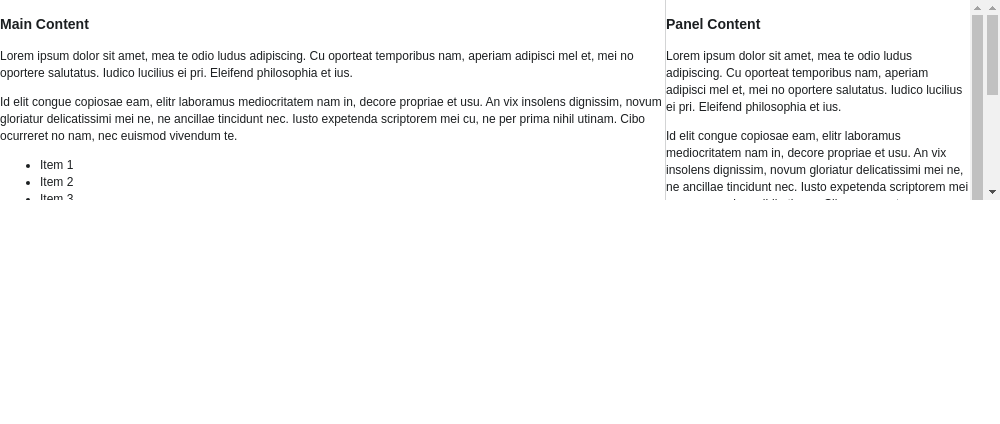 Main Content
Lorem ipsum dolor sit amet, mea te odio ludus adipiscing. Cu oporteat temporibus nam, aperiam adipisci mel et, mei no
oportere salutatus. Iudico lucilius ei pri. Eleifend philosophia et ius.
Id elit congue copiosae eam, elitr laboramus mediocritatem nam in, decore propriae et usu. An vix insolens dignissim, novum
gloriatur delicatissimi mei ne, ne ancillae tincidunt nec. Iusto expetenda scriptorem mei cu, ne per prima nihil utinam. Cibo
ocurreret no nam, nec euismod vivendum te.
Item 1
Item 2
Item 3
Panel Content
Lorem ipsum dolor sit amet, mea te odio ludus
adipiscing. Cu oporteat temporibus nam, aperiam
adipisci mel et, mei no oportere salutatus. Iudico lucilius
ei pri. Eleifend philosophia et ius.
Id elit congue copiosae eam, elitr laboramus
mediocritatem nam in, decore propriae et usu. An vix
insolens dignissim, novum gloriatur delicatissimi mei ne,
ne ancillae tincidunt nec. Iusto expetenda scriptorem mei